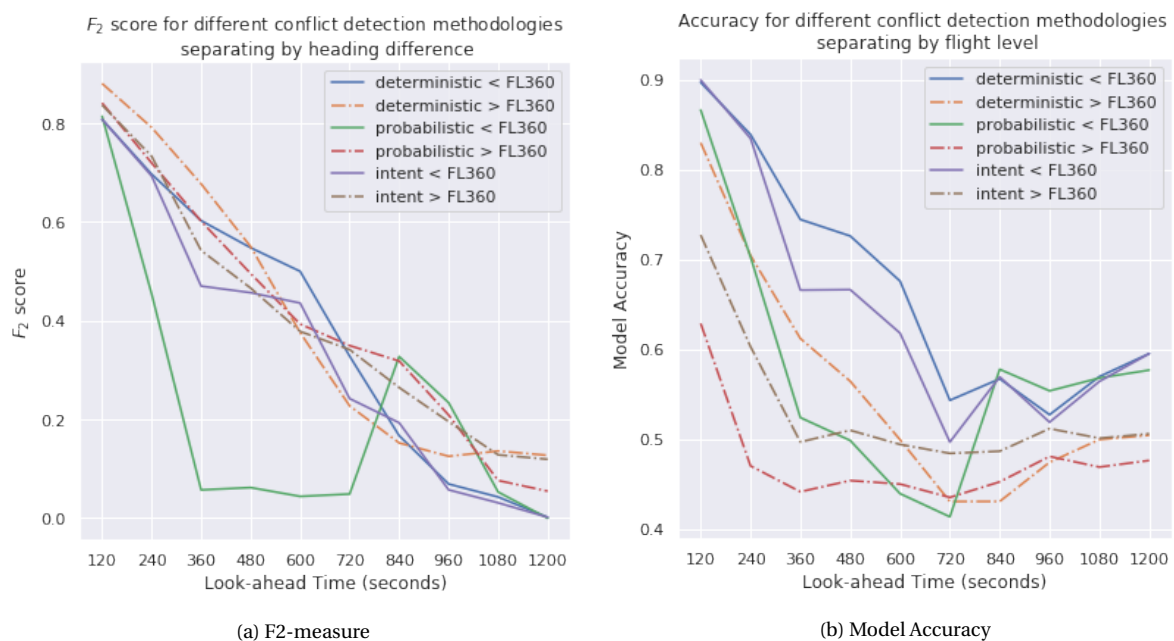 F₂ score for different conflict detection methodologies
separating by heading difference
deterministic < FL360
deterministic > FL360
probabilistic < FL360
probabilistic > FL360
intent < FL360
intent > FL360
F₂ score
0.8
0.6
0.4
0.2
0.0
120 240 360 480 600 720 840 960 1080 1200
Look-ahead Time (seconds)
(a) F2-measure
Accuracy for different conflict detection methodologies
separating by flight level
deterministic < FL360
deterministic > FL360
probabilistic < FL360
probabilistic > FL360
intent < FL360
intent > FL360
Model Accuracy
0.9
0.8
0.7
0.6
0.5
0.4
120 240 360 480 600 720 840 960 1080 1200
Look-ahead Time (seconds)
(b) Model Accuracy